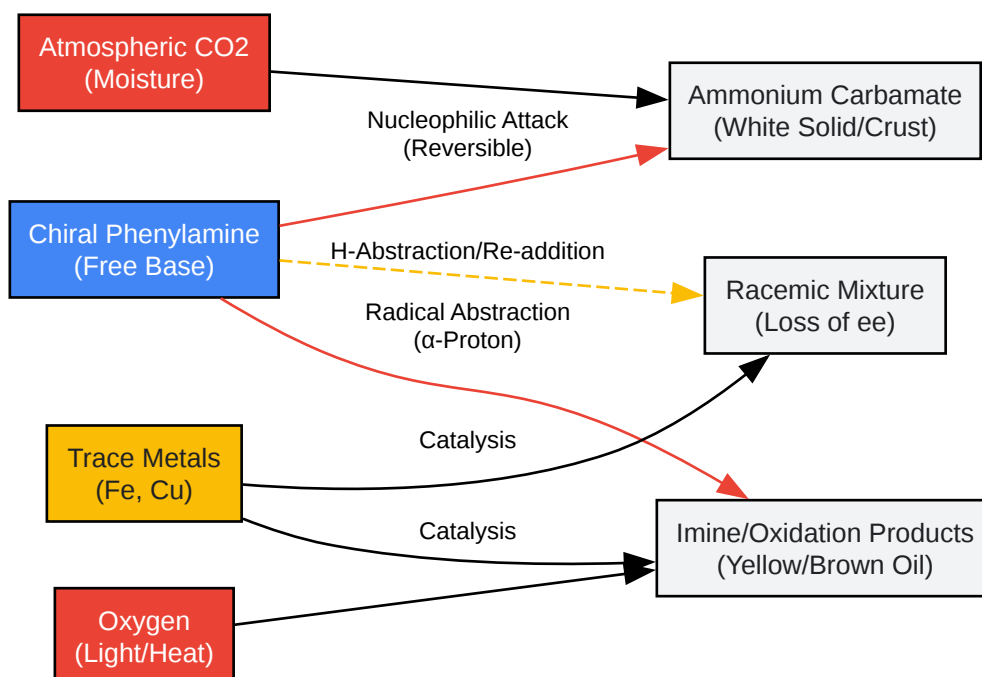 Atmospheric CO2
(Moisture)
Ammonium Carbamate
(White Solid/Crust)
Nucleophilic Attack
(Reversible)
Chiral Phenylamine
(Free Base)
H-Abstraction/Re-addition
Racemic Mixture
(Loss of ee)
Radical Abstraction
(α-Proton)
Trace Metals
(Fe, Cu)
Catalysis
Catalysis
Imine/Oxidation Products
(Yellow/Brown Oil)
Oxygen
(Light/Heat)